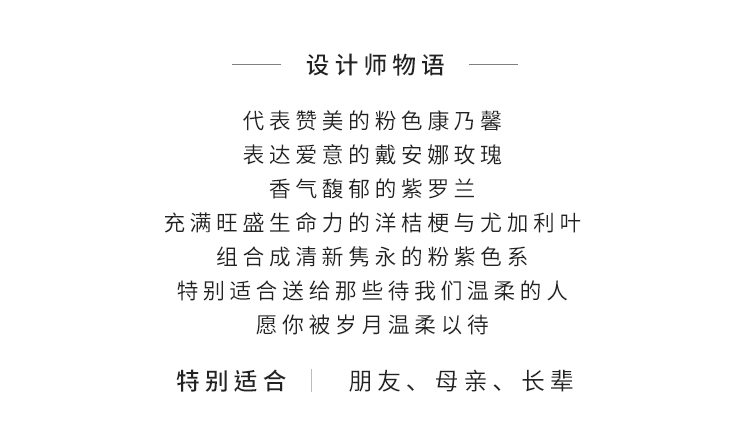 设计师物语
代表赞美的粉色康乃馨
表达爱意的戴安娜玫瑰
香气馥郁的紫罗兰
充满旺盛生命力的洋桔梗与尤加利叶
组合成清新隽永的粉紫色系
特别适合送给那些待我们温柔的人
愿你被岁月温柔以待
特别适合｜ 朋友、母亲、长辈